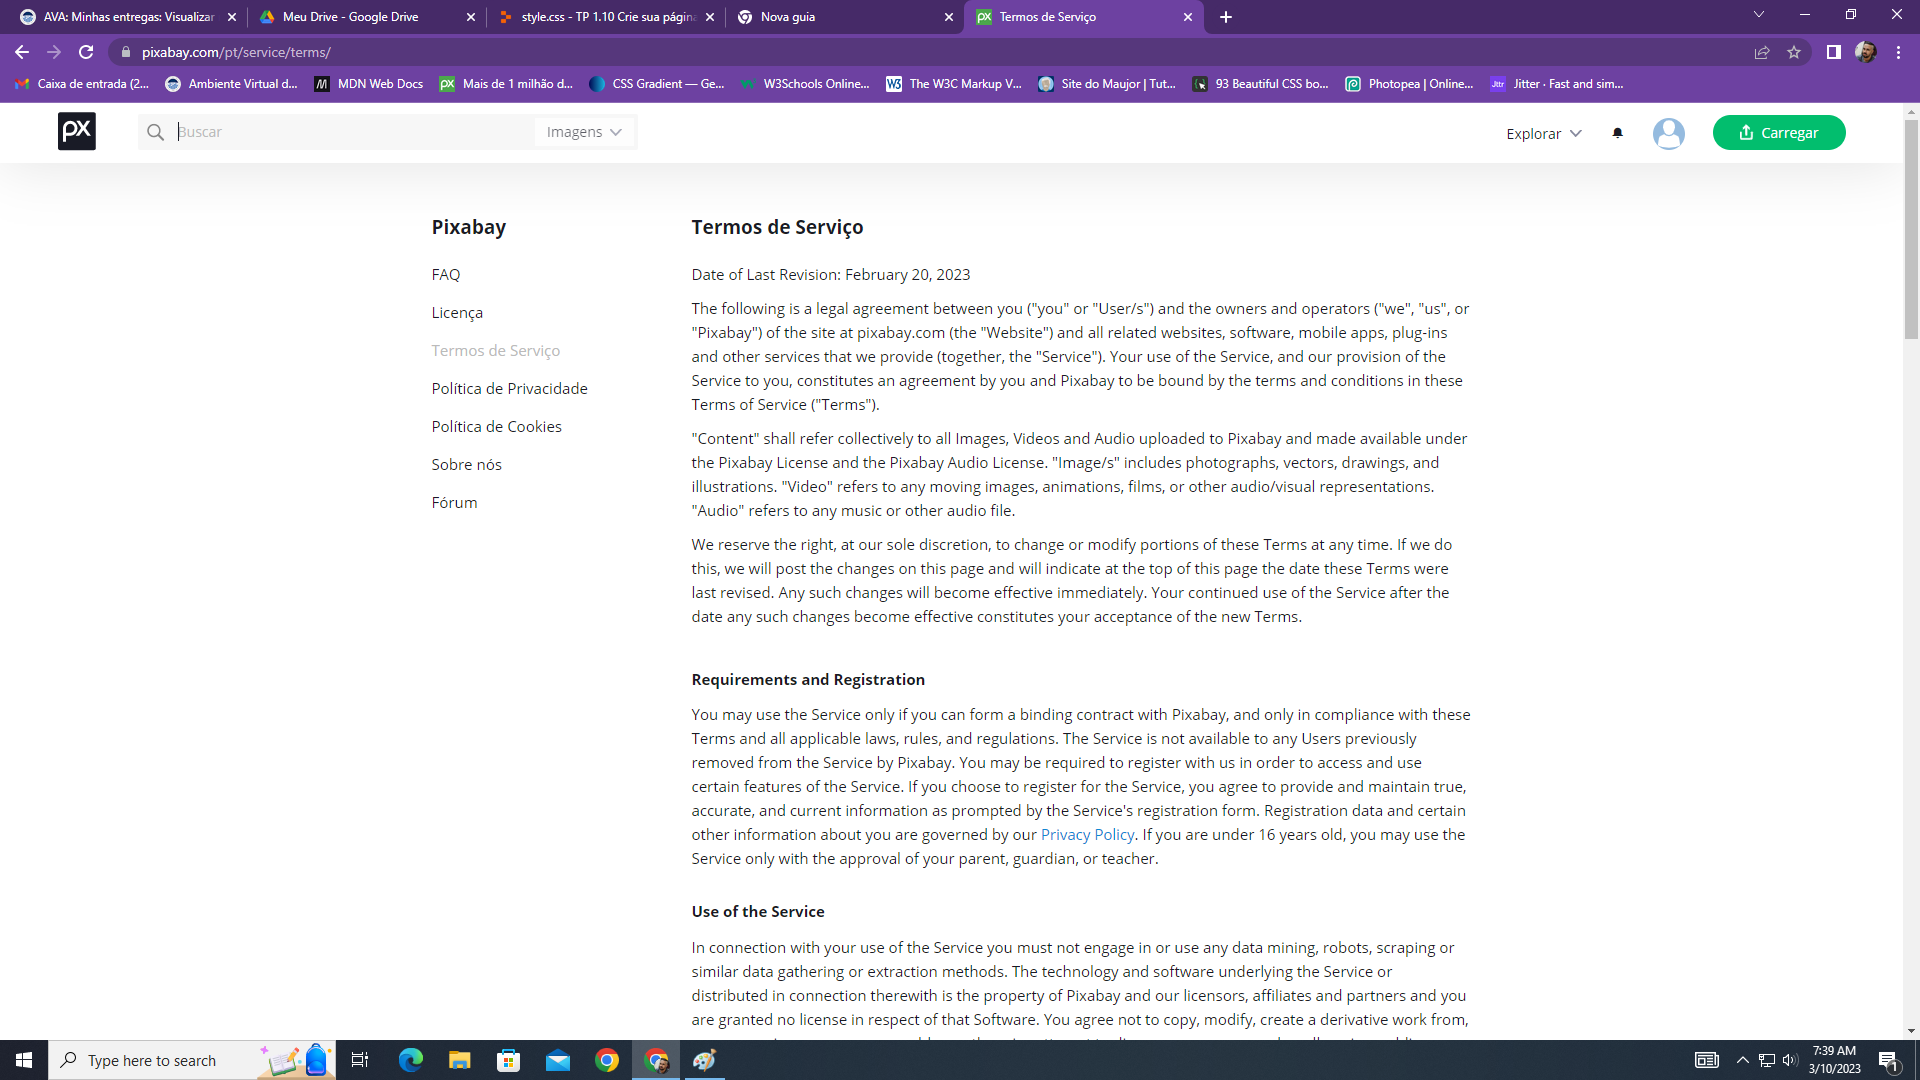 AVA: Minhas entregas: Visualizar
Meu Drive - Google Drive
style.css - TP 1.10 Crie sua página
Nova guia
px Termos de Serviço
pixabay.com/pt/service/terms/
Caixa de entrada (2...
Ambiente Virtual d...
M MDN Web Docs
px Mais de 1 milhão d...
CSS Gradient — Ge...
W3Schools Online...
W3 The W3C Markup V...
Site do Maujor | Tut...
93 Beautiful CSS bo...
Photopea | Online...
Jitter · Fast and sim...
px
Buscar
Imagens
Explorar
Carregar
Pixabay
FAQ
Licença
Termos de Serviço
Política de Privacidade
Política de Cookies
Sobre nós
Fórum
Termos de Serviço
Date of Last Revision: February 20, 2023
The following is a legal agreement between you ("you" or "User/s") and the owners and operators ("we", "us", or
"Pixabay") of the site at pixabay.com (the "Website") and all related websites, software, mobile apps, plug-ins
and other services that we provide (together, the "Service"). Your use of the Service, and our provision of the
Service to you, constitutes an agreement by you and Pixabay to be bound by the terms and conditions in these
Terms of Service ("Terms").
"Content" shall refer collectively to all Images, Videos and Audio uploaded to Pixabay and made available under
the Pixabay License and the Pixabay Audio License. "Image/s" includes photographs, vectors, drawings, and
illustrations. "Video" refers to any moving images, animations, films, or other audio/visual representations.
"Audio" refers to any music or other audio file.
We reserve the right, at our sole discretion, to change or modify portions of these Terms at any time. If we do
this, we will post the changes on this page and will indicate at the top of this page the date these Terms were
last revised. Any such changes will become effective immediately. Your continued use of the Service after the
date any such changes become effective constitutes your acceptance of the new Terms.
Requirements and Registration
You may use the Service only if you can form a binding contract with Pixabay, and only in compliance with these
Terms and all applicable laws, rules, and regulations. The Service is not available to any Users previously
removed from the Service by Pixabay. You may be required to register with us in order to access and use
certain features of the Service. If you choose to register for the Service, you agree to provide and maintain true,
accurate, and current information as prompted by the Service's registration form. Registration data and certain
other information about you are governed by our Privacy Policy. If you are under 16 years old, you may use the
Service only with the approval of your parent, guardian, or teacher.
Use of the Service
In connection with your use of the Service you must not engage in or use any data mining, robots, scraping or
similar data gathering or extraction methods. The technology and software underlying the Service or
distributed in connection therewith is the property of Pixabay and our licensors, affiliates and partners and you
are granted no license in respect of that Software. You agree not to copy, modify, create a derivative work from,
Type here to search
7:39 AM
3/10/2023
1